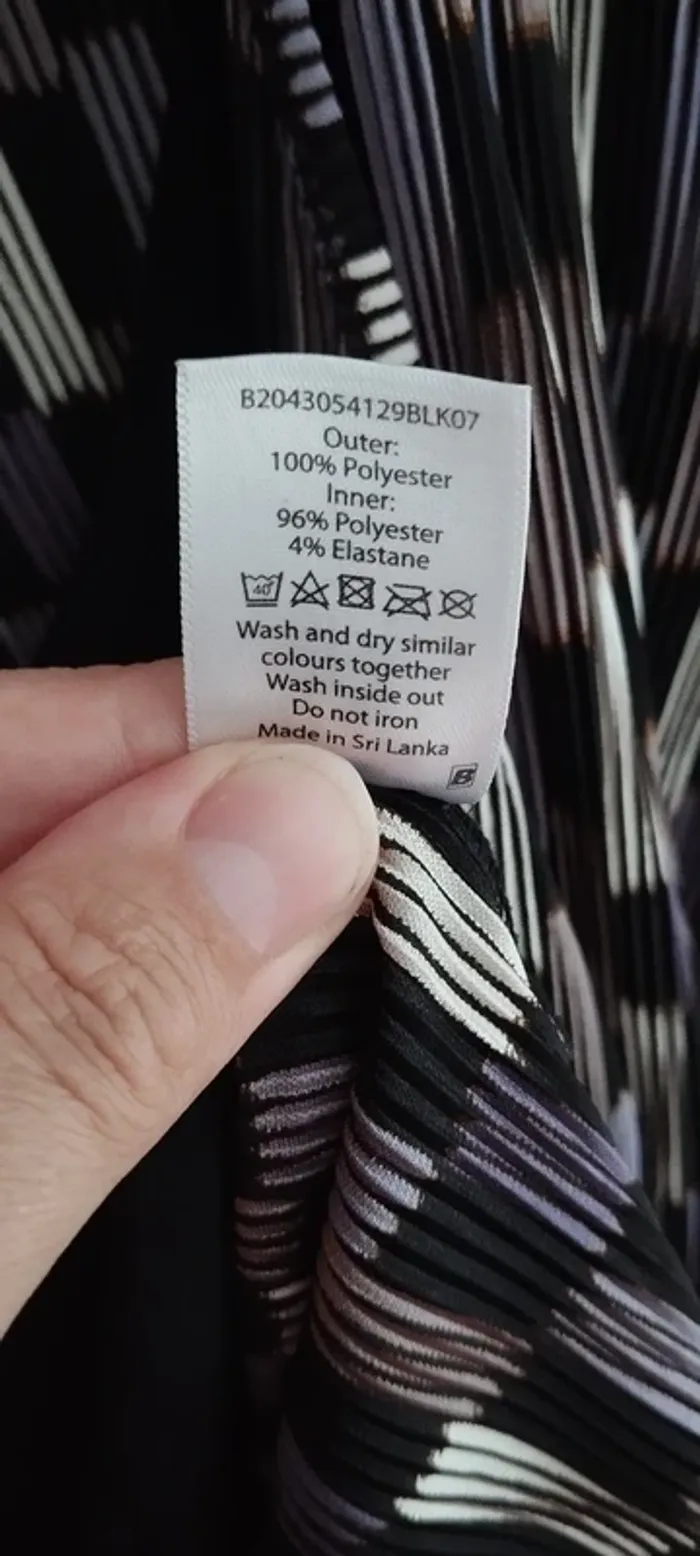 B2043054129BLK07
Outer:
100% Polyester
Inner:
96% Polyester
4% Elastane
40°
Wash and dry similar
colours together
Wash inside out
Do not iron
Made in Sri Lanka
B